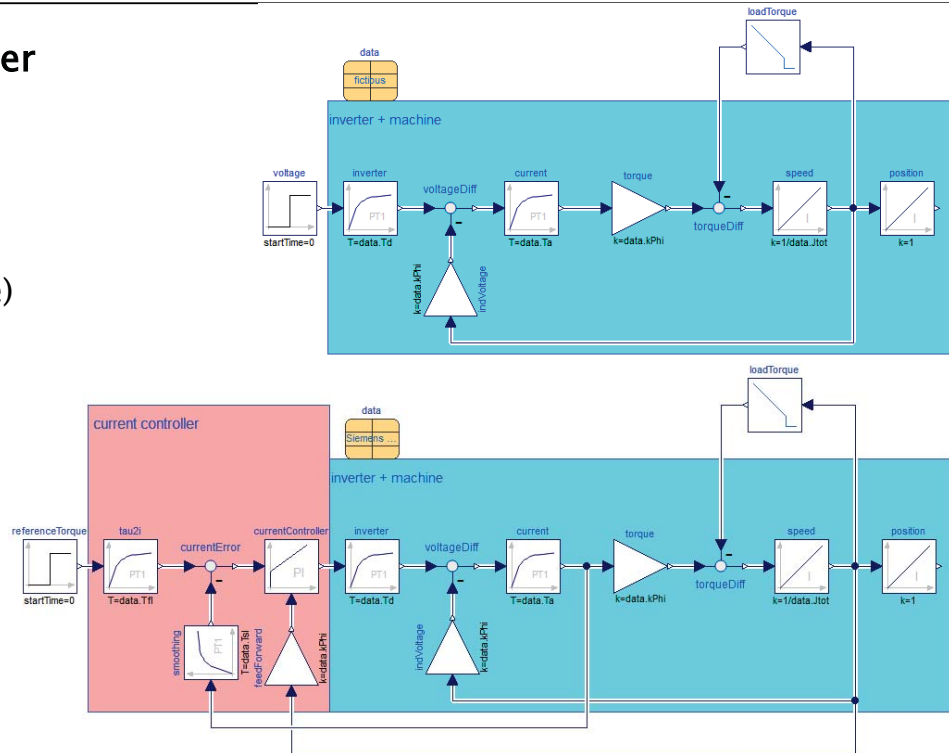 er
e)
loadTorque
data
fictious
inverter + machine
voltage
startTime=0
inverter
PT1
T=data.Td
voltageDiff
current
PT1
T=data.Ta
torque
k=data.kPhi
torqueDiff
speed
I
k=1/data.Jtot
position
I
k=1
k=data.kPhi
indVoltage
loadTorque
data
Siemens ...
current controller
inverter + machine
referenceTorque
startTime=0
tau2i
PT1
T=data.Tfl
currentError
currentController
PI
inverter
PT1
T=data.Td
voltageDiff
current
PT1
T=data.Ta
torque
k=data.kPhi
torqueDiff
speed
I
k=1/data.Jtot
position
I
k=1
smoothing
PT1
T=data.Tsl
feedForward
k=data.kPhi
indVoltage
k=data.kPhi